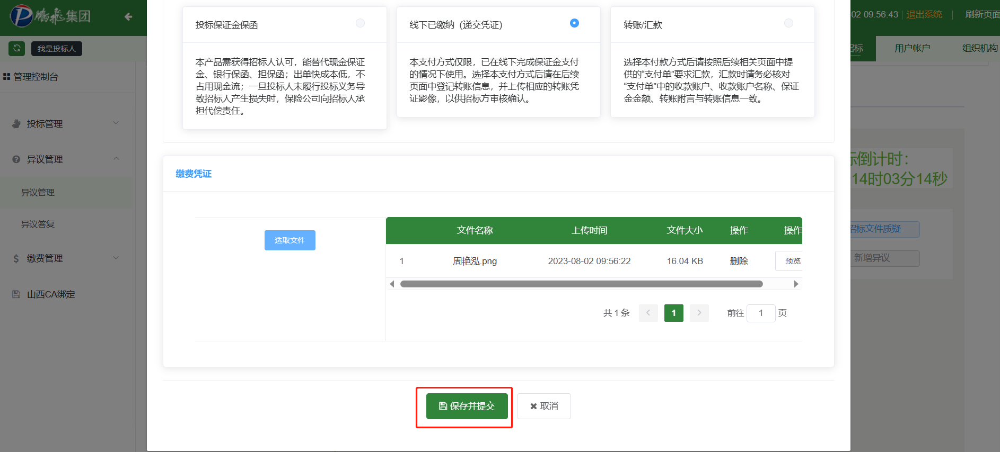 鹏飞集团
我是投标人
管理控制台
投标管理
异议管理
异议管理
异议答复
缴费管理
山西CA绑定
投标保证金保函
本产品需获得招标人认可，能替代现金保证
金、银行保函、担保函；出单快成本低，不
占用现金流；一旦投标人未履行投标义务导
致招标人产生损失时，保险公司向招标人承
担代偿责任。
线下已缴纳（递交凭证）
本支付方式仅限，已在线下完成保证金支付
的情况下使用。选择本支付方式后请在后续
页面中登记转账信息，并上传相应的转账凭
证影像，以供招标方审核确认。
转账/汇款
选择本付款方式后请按照后续相关页面中提
供的“支付单”要求汇款，汇款时请务必核对
“支付单”中的收款账户、收款账户名称、保证
金金额、转账附言与转账信息一致。
缴费凭证
选取文件
文件名称 上传时间 文件大小 操作 操作
1 周艳泓.png 2023-08-02 09:56:22 16.04 KB 删除 预览
共 1 条 1 前往 1 页
保存并提交 取消
-02 09:56:43 退出系统 刷新页面
招标 用户帐户 组织机构
标倒计时：
14时03分14秒
招标文件质疑
新增异议